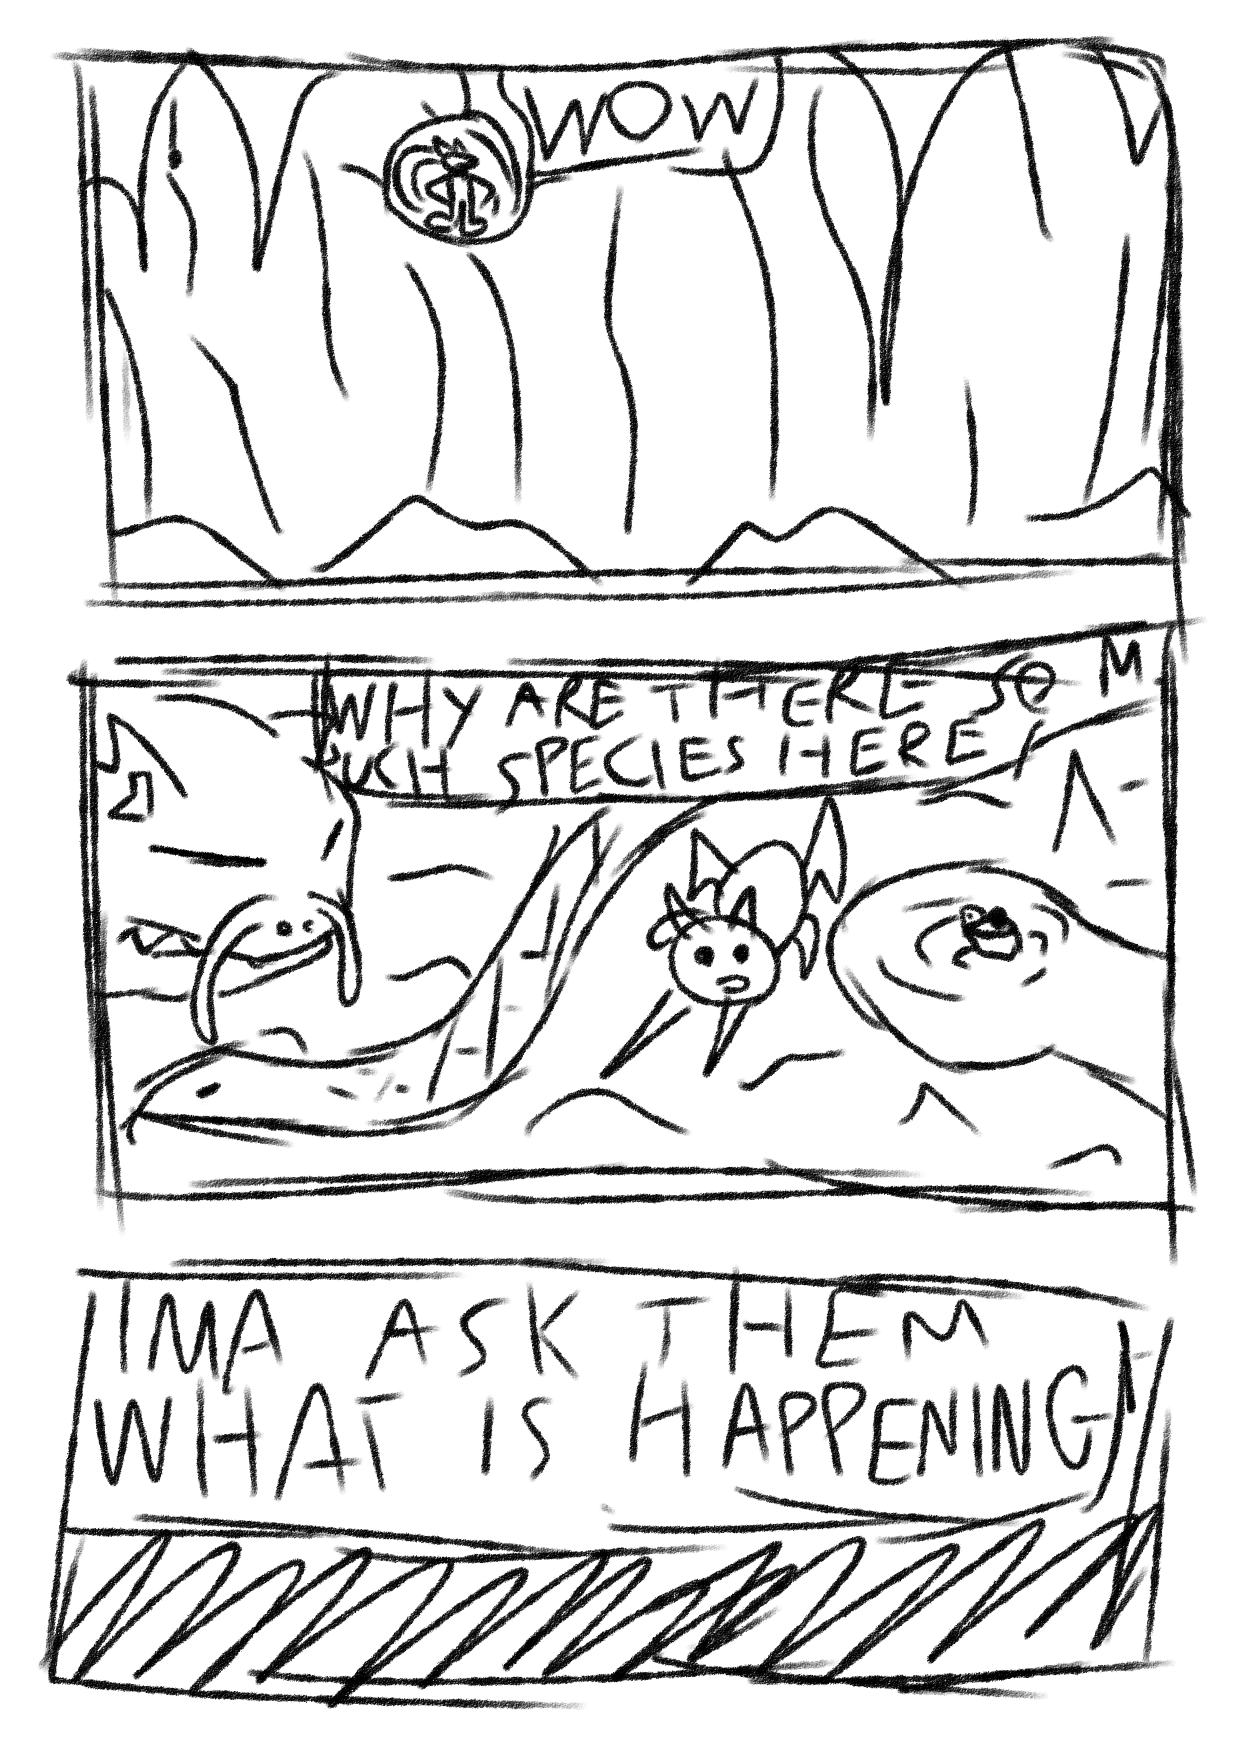 WOW
WHY ARE THERE SO M
UCH SPECIES HERE
IMA ASK THEM
WHAT IS HAPPENING